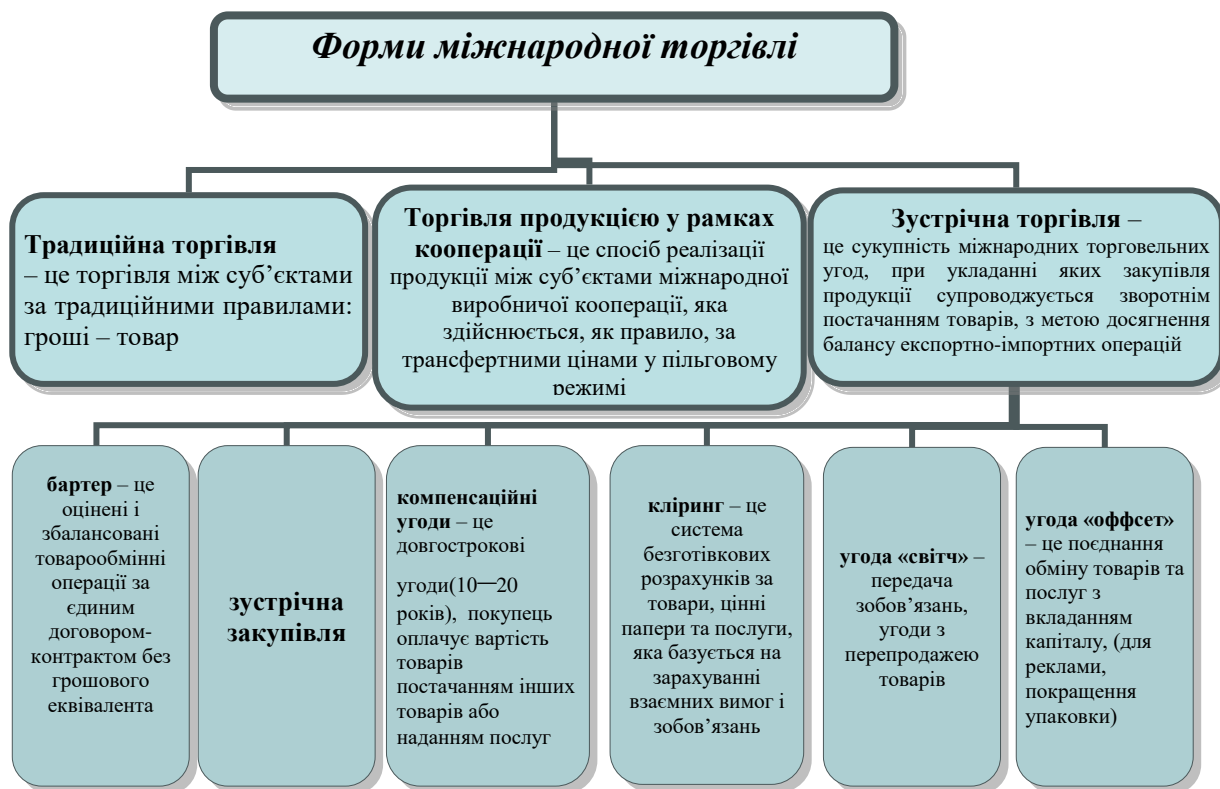 Форми міжнародної торгівлі
Традиційна торгівля
– це торгівля між суб’єктами
за традиційними правилами:
гроші – товар
Торгівля продукцією у рамках
кооперації – це спосіб реалізації
продукції між суб’єктами міжнародної
виробничої кооперації, яка
здійснюється, як правило, за
трансфертними цінами у пільговому
режимі
Зустрічна торгівля –
це сукупність міжнародних торговельних
угод, при укладанні яких закупівля
продукції супроводжується зворотнім
постачанням товарів, з метою досягнення
балансу експортно-імпортних операцій
бартер – це
оцінені і
збалансовані
товарообмінні
операції за
єдиним
договором-
контрактом без
грошового
еквівалента
зустрічна
закупівля
компенсаційні
угоди – це
довгострокові
угоди(10—20
років), покупець
оплачує вартість
товарів
постачанням інших
товарів або
наданням послуг
кліринг – це
система
безготівкових
розрахунків за
товари, цінні
папери та послуги,
яка базується на
зарахуванні
взаємних вимог і
зобов’язань
угода «світч» –
передача
зобов’язань,
угоди з
перепродажею
товарів
угода «оффсет»
– це поєднання
обміну товарів та
послуг з
вкладанням
капіталу, (для
реклами,
покращення
упаковки)